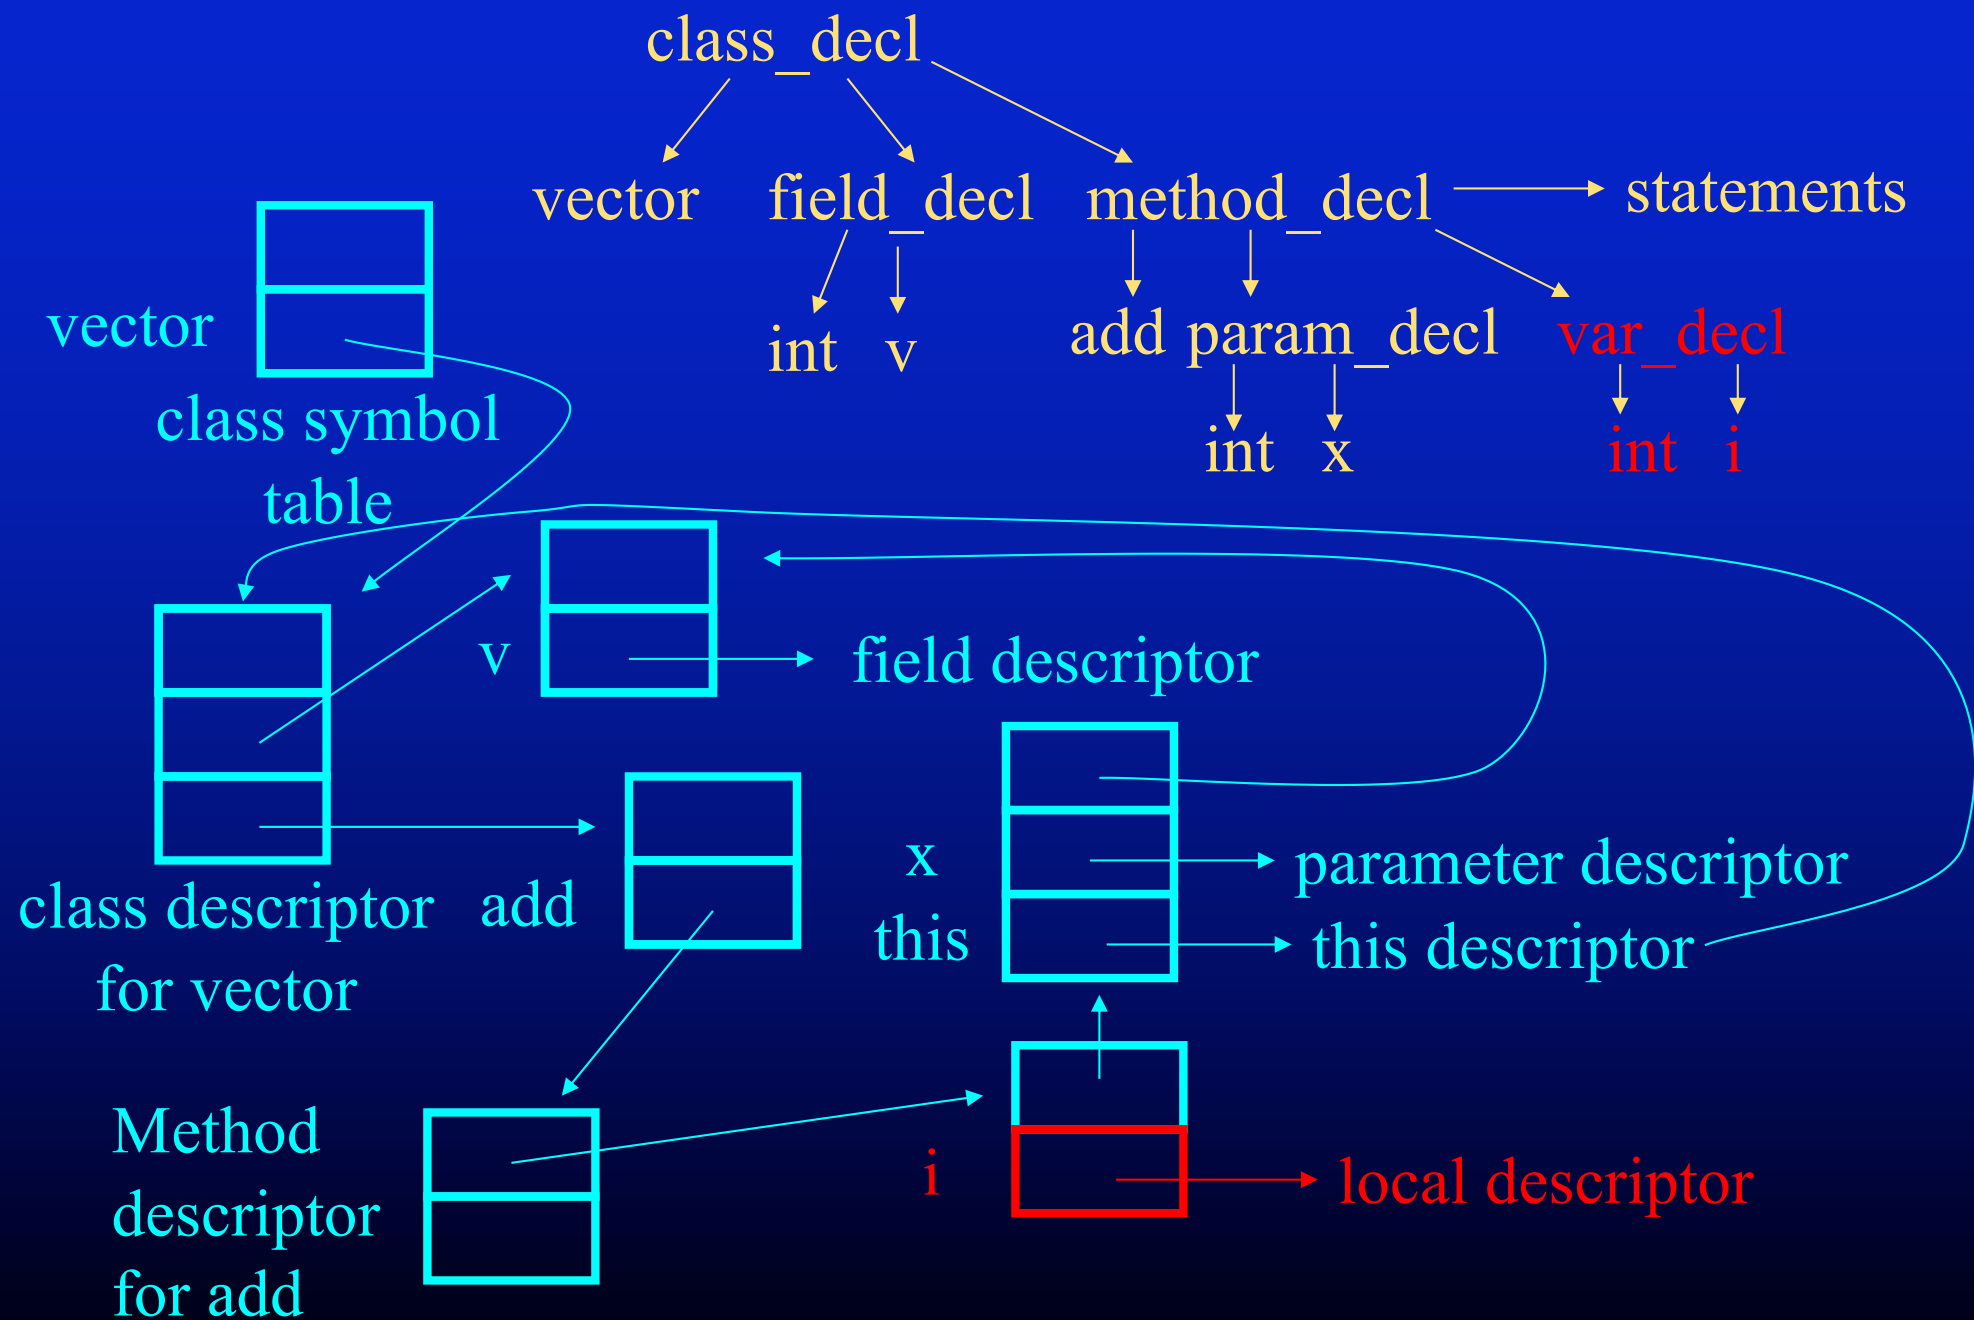 class_decl
vector field_decl method_decl statements
vector int v add param_decl var_decl
class symbol int x int i
table
v field descriptor
x parameter descriptor
class descriptor add this this descriptor
for vector
Method
descriptor i local descriptor
for add